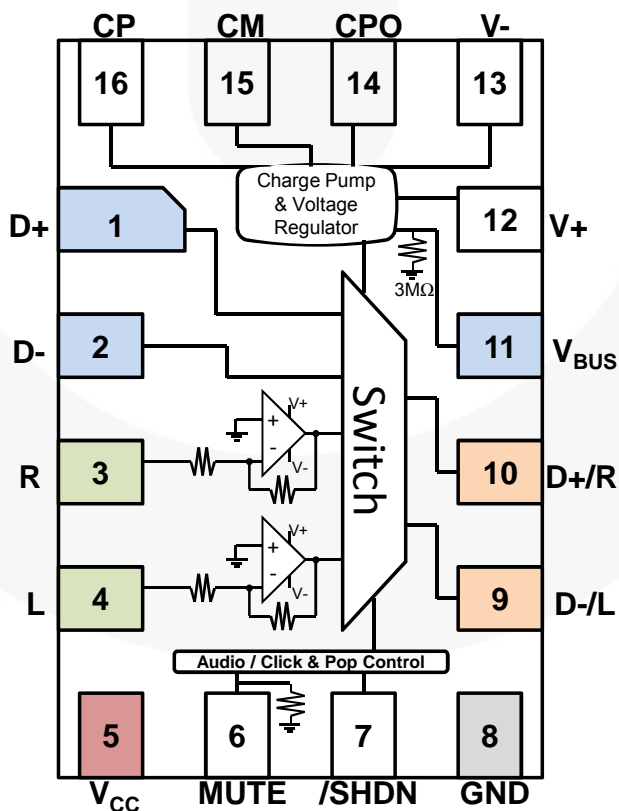 CP CM CPO V-
16 15 14 13
Charge Pump
& Voltage
Regulator
D+ 1
12 V+
3MΩ
D- 2
11 VBUS
Switch
V+
+
-
V-
R 3
10 D+/R
V+
+
-
V-
L 4
9 D-/L
Audio / Click & Pop Control
5 6 7 8
VCC MUTE /SHDN GND